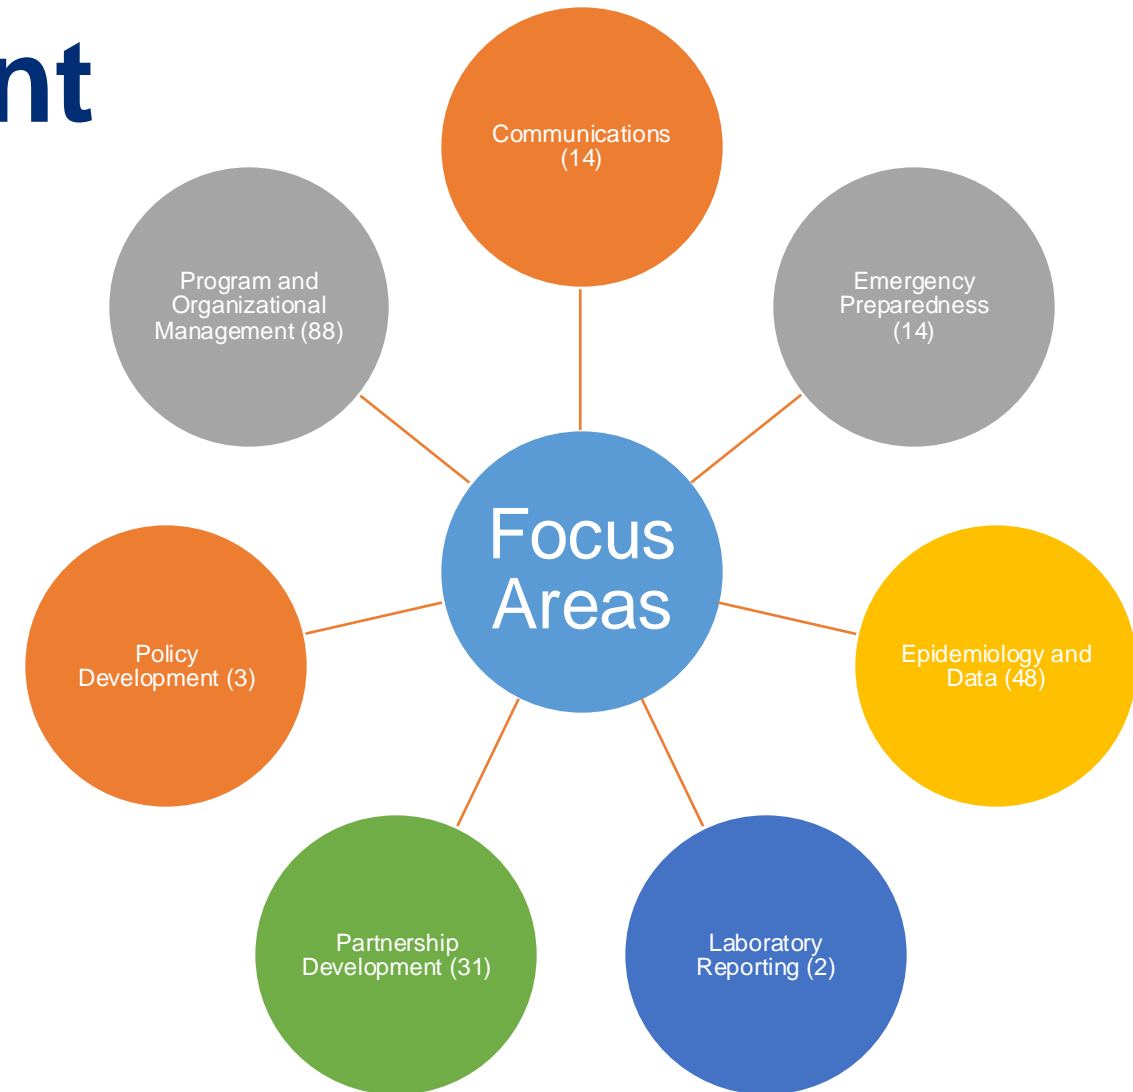 nt
Communications
(14)
Program and
Organizational
Management (88)
Emergency
Preparedness
(14)
Focus
Areas
Policy
Development (3)
Epidemiology and
Data (48)
Partnership
Development (31)
Laboratory
Reporting (2)